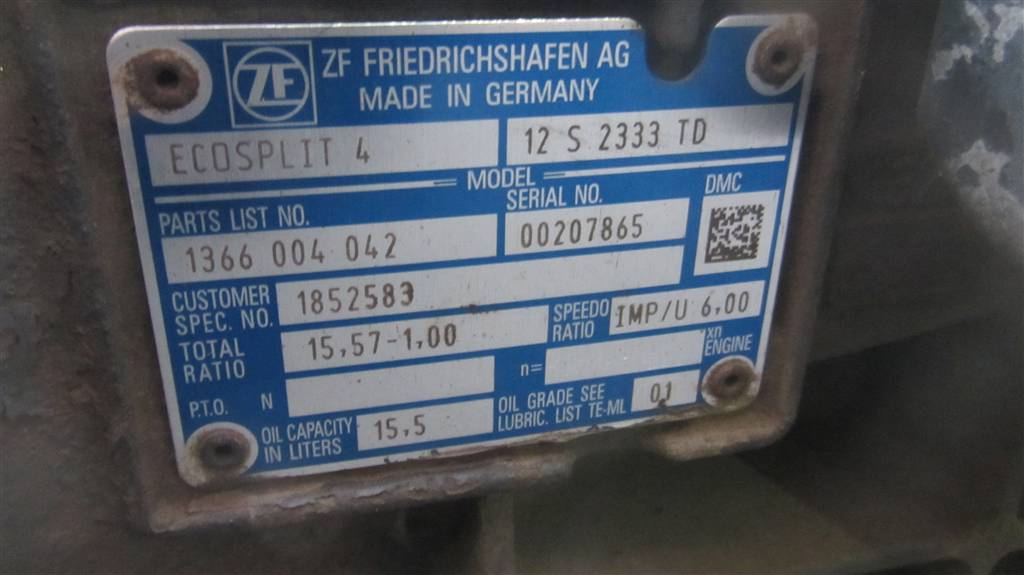 ZF ZF FRIEDRICHSHAFEN AG
MADE IN GERMANY
ECOSPLIT 4 12 S 2333 TD
MODEL
PARTS LIST NO. SERIAL NO. DMC
1366 004 042 00207865
CUSTOMER SPEC. NO. 1852583
TOTAL RATIO 15,57-1,00 SPEEDO RATIO IMP/U 6,00
P.T.O. N n= xn ENGINE
OIL CAPACITY IN LITERS 15,5 OIL GRADE SEE LUBRIC. LIST TE-ML 01